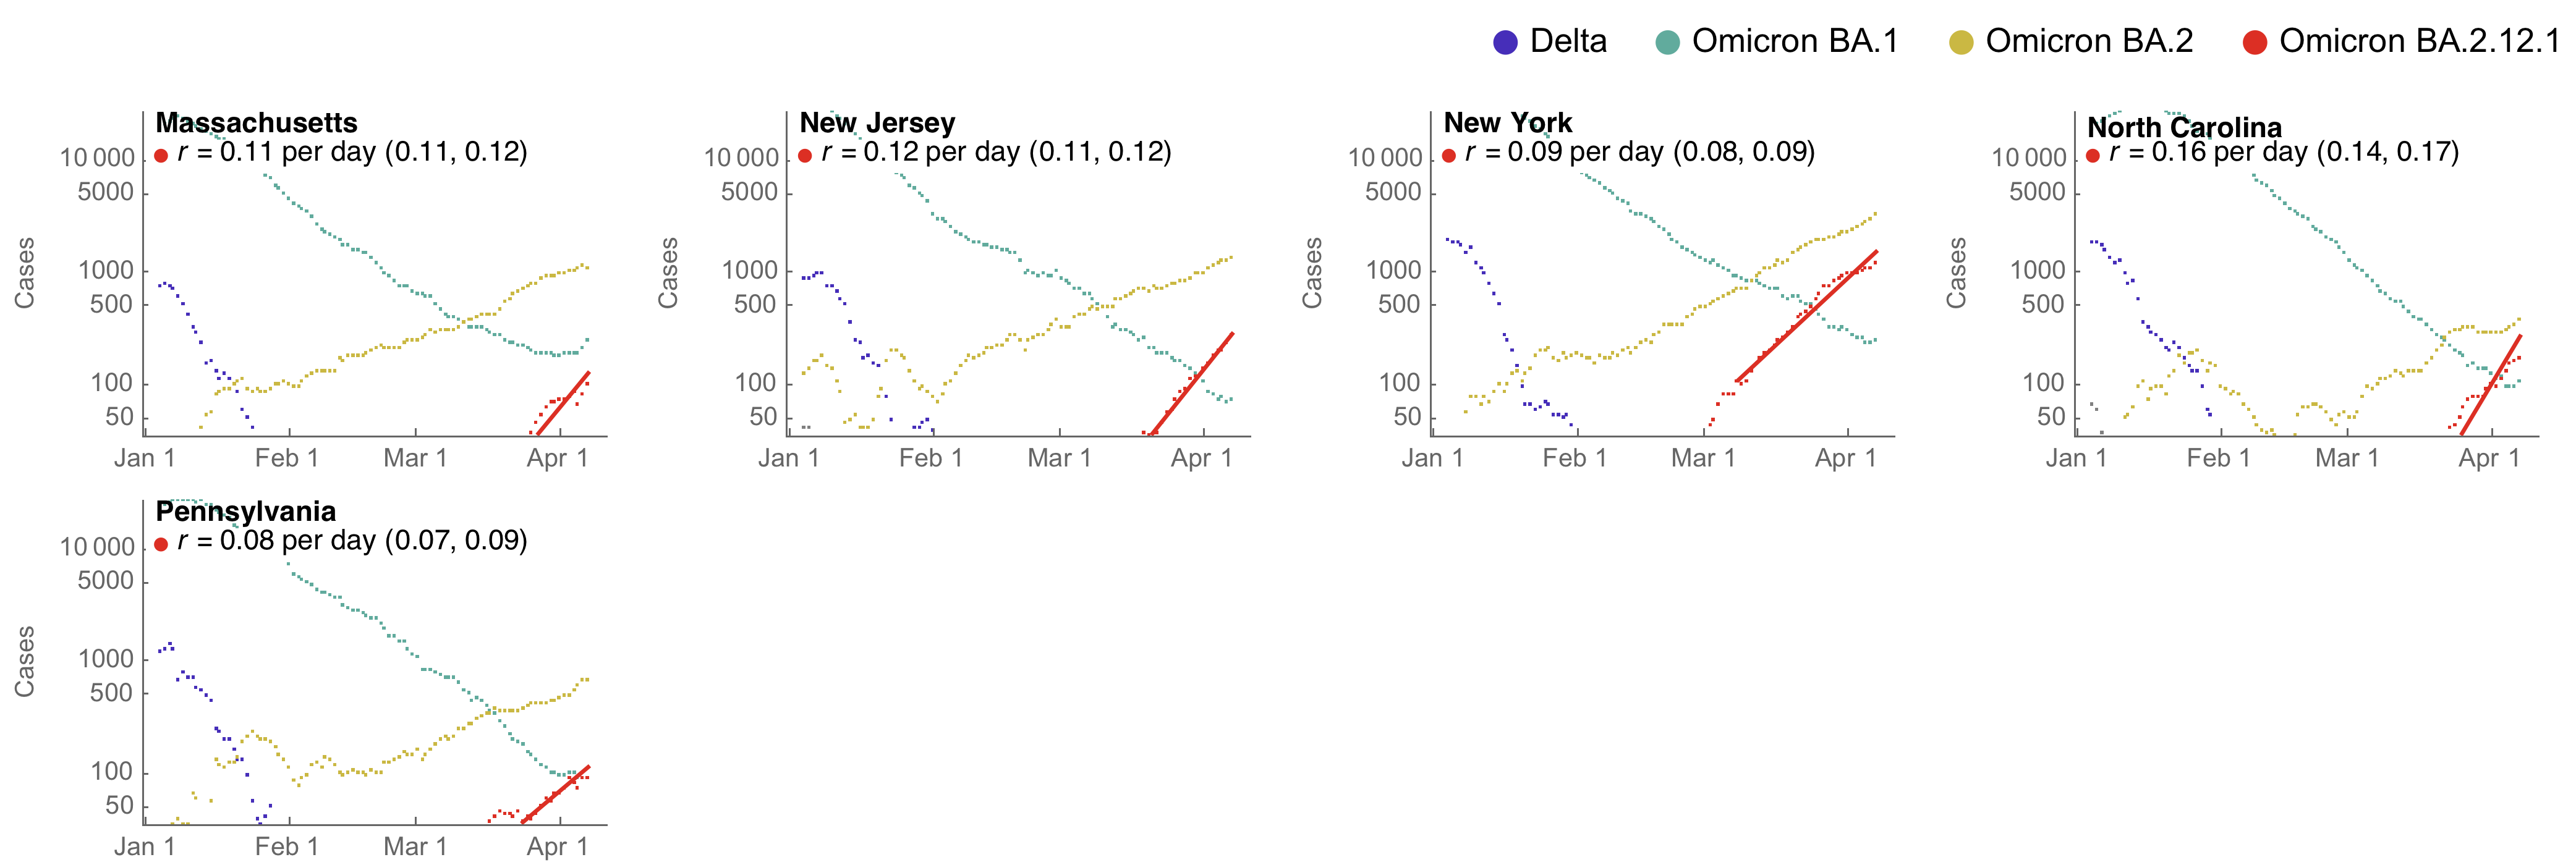 Delta Omicron BA.1 Omicron BA.2 Omicron BA.2.12.1
Massachusetts
r = 0.11 per day (0.11, 0.12)
10 000
5000
1000
500
100
50
Cases
Jan 1 Feb 1 Mar 1 Apr 1
New Jersey
r = 0.12 per day (0.11, 0.12)
10 000
5000
1000
500
100
50
Cases
Jan 1 Feb 1 Mar 1 Apr 1
New York
r = 0.09 per day (0.08, 0.09)
10 000
5000
1000
500
100
50
Cases
Jan 1 Feb 1 Mar 1 Apr 1
North Carolina
r = 0.16 per day (0.14, 0.17)
10 000
5000
1000
500
100
50
Cases
Jan 1 Feb 1 Mar 1 Apr 1
Pennsylvania
r = 0.08 per day (0.07, 0.09)
10 000
5000
1000
500
100
50
Cases
Jan 1 Feb 1 Mar 1 Apr 1